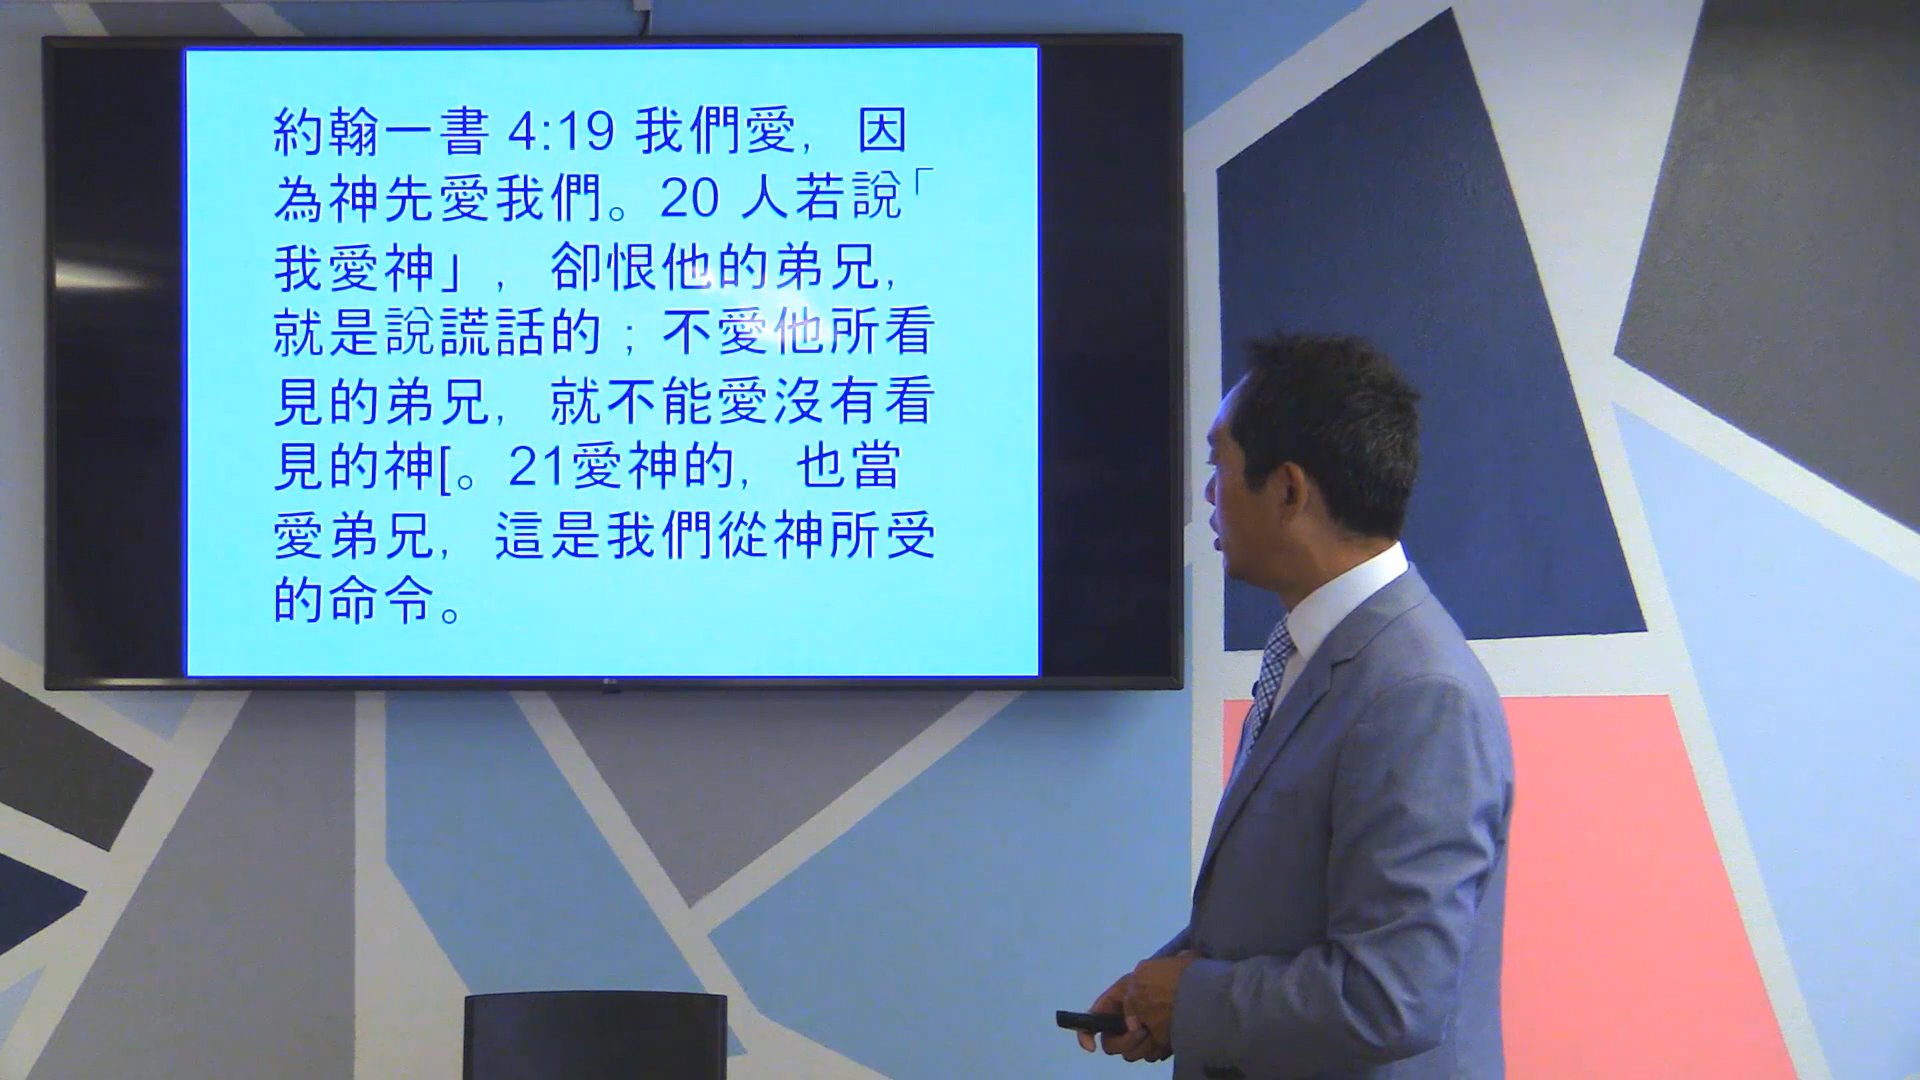 約翰一書 4:19 我們愛，因
為神先愛我們。20 人若說「
我愛神」，卻恨他的弟兄，
就是說謊話的；不愛他所看
見的弟兄，就不能愛沒有看
見的神[。21愛神的，也當
愛弟兄，這是我們從神所受
的命令。